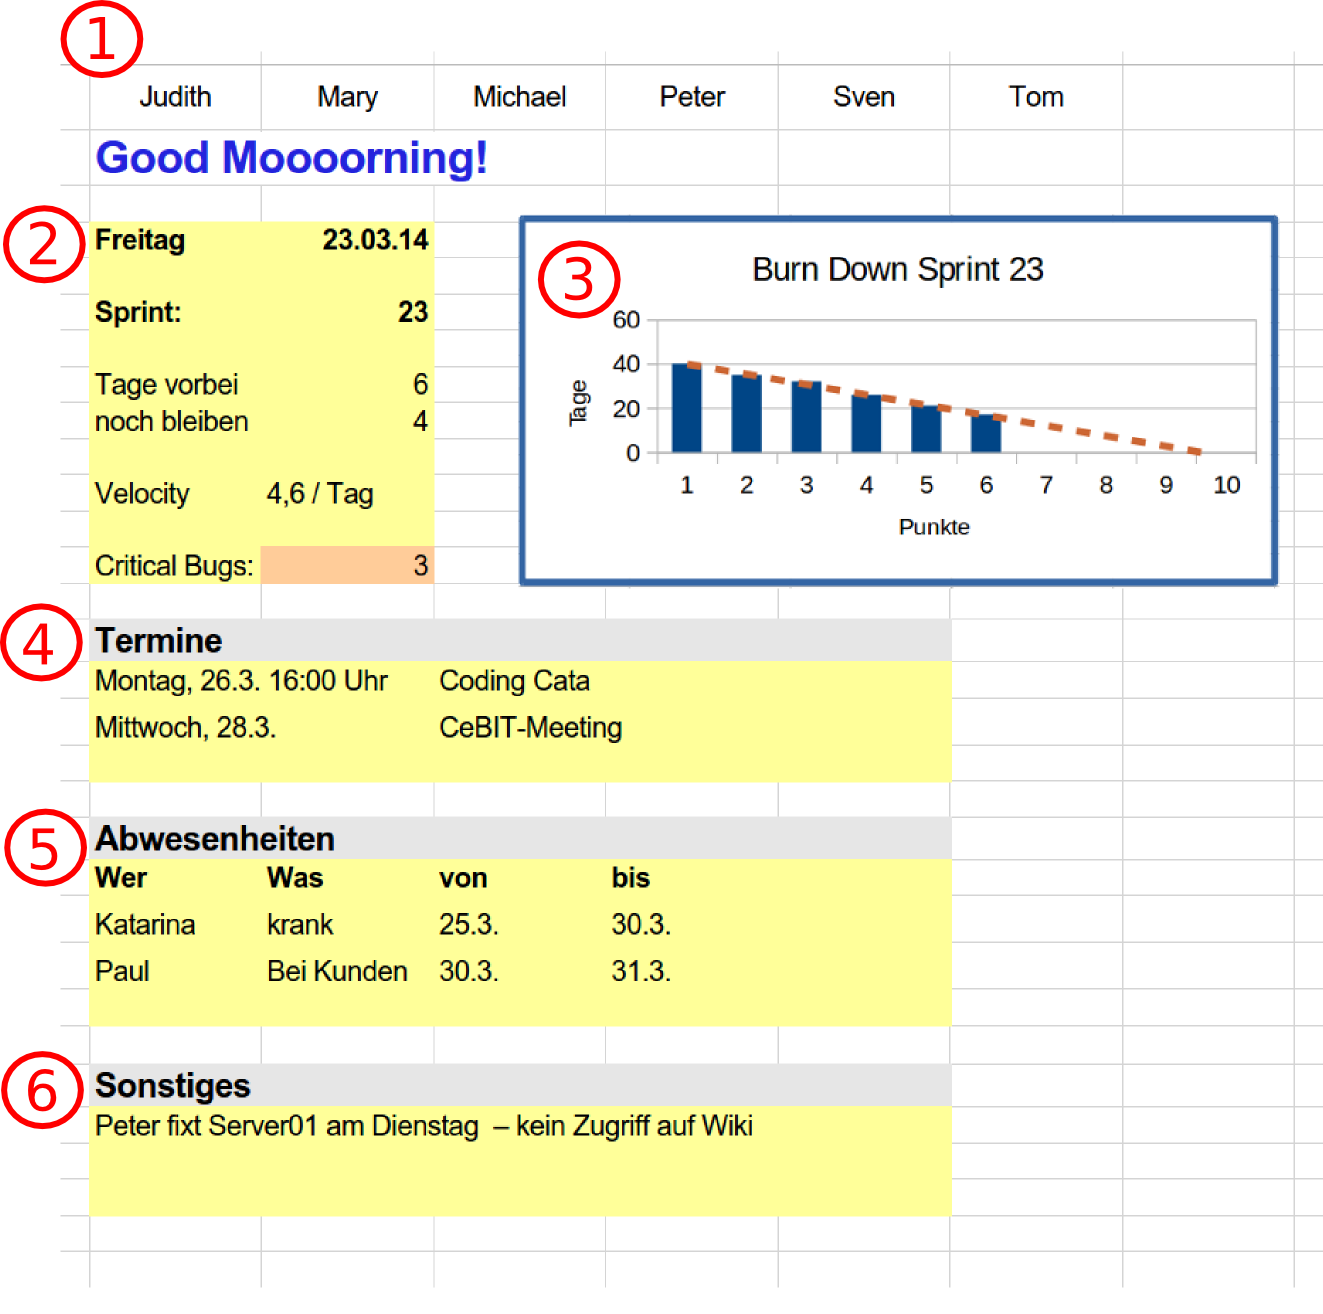 1
Judith Mary Michael Peter Sven Tom
Good Moooorning!
2
Freitag 23.03.14
Sprint: 23
Tage vorbei 6
noch bleiben 4
Velocity 4,6 / Tag
Critical Bugs: 3
3
Burn Down Sprint 23
60
40
20
0
Tage
1 2 3 4 5 6 7 8 9 10
Punkte
4
Termine
Montag, 26.3. 16:00 Uhr Coding Cata
Mittwoch, 28.3. CeBIT-Meeting
5
Abwesenheiten
Wer Was von bis
Katarina krank 25.3. 30.3.
Paul Bei Kunden 30.3. 31.3.
6
Sonstiges
Peter fixt Server01 am Dienstag – kein Zugriff auf Wiki